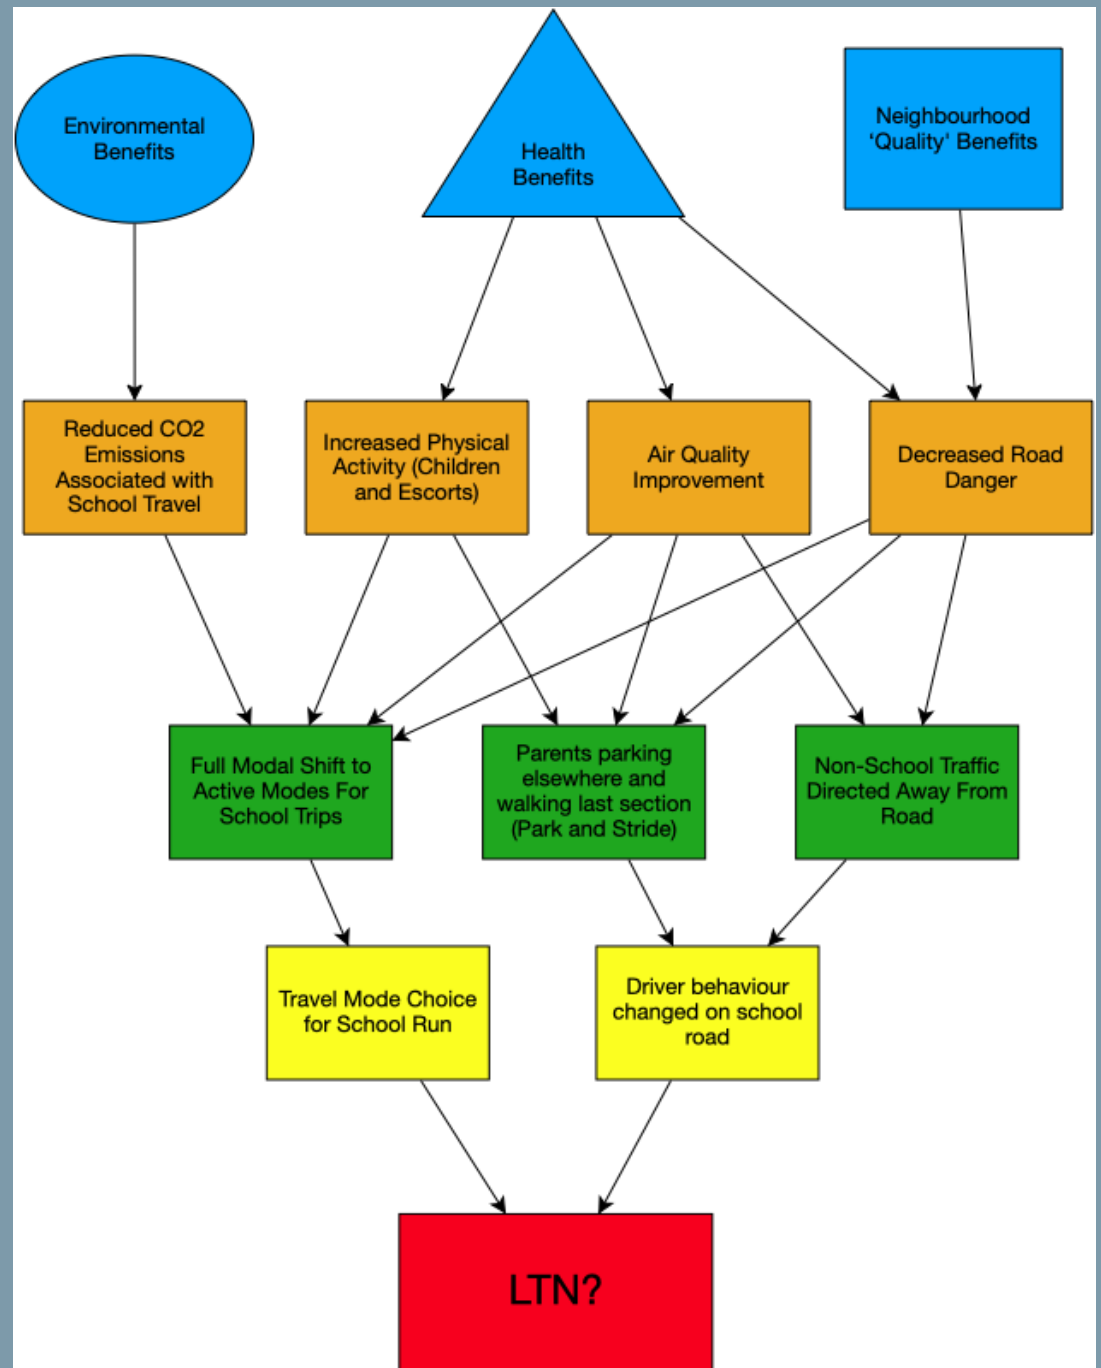 Environmental
Benefits
Health
Benefits
Neighbourhood
‘Quality' Benefits
Reduced CO2
Emissions
Associated with
School Travel
Increased Physical
Activity (Children
and Escorts)
Air Quality
Improvement
Decreased Road
Danger
Full Modal Shift to
Active Modes For
School Trips
Parents parking
elsewhere and
walking last section
(Park and Stride)
Non-School Traffic
Directed Away From
Road
Travel Mode Choice
for School Run
Driver behaviour
changed on school
road
LTN?